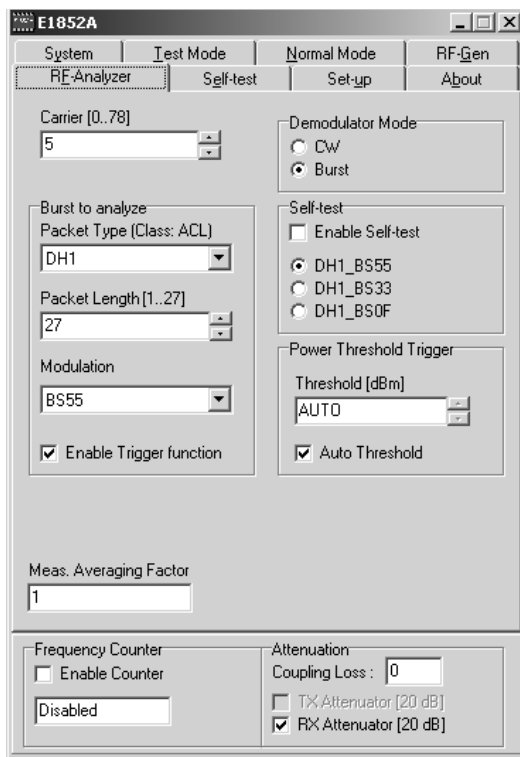 E1852A
System
Test Mode
Normal Mode
RF-Gen
RF-Analyzer
Self-test
Set-up
About
Carrier [0..78]
5
Demodulator Mode
CW
Burst
Burst to analyze
Packet Type (Class: ACL)
DH1
Packet Length [1..27]
27
Modulation
BS55
Enable Trigger function
Self-test
Enable Self-test
DH1_BS55
DH1_BS33
DH1_BS0F
Power Threshold Trigger
Threshold [dBm]
AUTO
Auto Threshold
Meas. Averaging Factor
1
Frequency Counter
Enable Counter
Disabled
Attenuation
Coupling Loss : 0
TX Attenuator [20 dB]
RX Attenuator [20 dB]